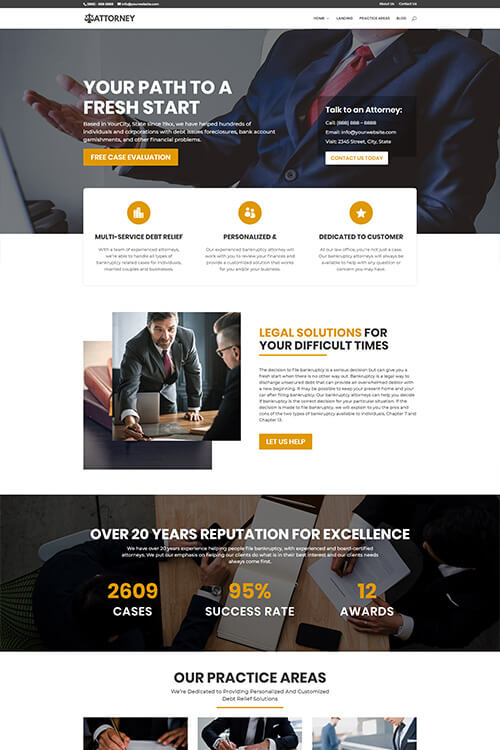 (888) - 888-8888 info@yourwebsite.com About Us Contact Us
ATTORNEY HOME LANDING PRACTICE AREAS BLOG
YOUR PATH TO A
FRESH START
Based in YourCity, State since 19xx, we have helped hundreds of
individuals and corporations with debt issues foreclosures, bank account
garnishments, and other financial problems.
FREE CASE EVALUATION
Talk to an Attorney:
Call: (888) 888 - 8888
Email: info@yourwebsite.com
Visit: 2345 Street, City, State
CONTACT US TODAY
MULTI-SERVICE DEBT RELIEF
With a team of experienced attorneys,
we're able to handle all types of
bankruptcy related cases for individuals,
married couples and businesses.
PERSONALIZED &
Our experienced bankruptcy attorney will
work with you to review your finances and
provide a customized solution that works
for you and/or your business.
DEDICATED TO CUSTOMER
At our law office, you're not just a case.
Our bankruptcy attorneys will always be
available to help with any question or
concern you may have.
LEGAL SOLUTIONS FOR
YOUR DIFFICULT TIMES
The decision to file bankruptcy is a serious decision but can give you a
fresh start when there is no other way out. Bankruptcy is a legal way to
discharge unsecured debt that can provide an overwhelmed debtor with
a new beginning. It may be possible to keep your present home and your
car after filing bankruptcy. Our bankruptcy attorneys can help you decide
if bankruptcy is the correct decision for your particular situation. If the
decision is made to file bankruptcy, we will explain to you the pros and
cons of the two types of bankruptcy available to individuals, Chapter 7 and
Chapter 13.
LET US HELP
OVER 20 YEARS REPUTATION FOR EXCELLENCE
We have over 20 years experience helping people file bankruptcy, with experienced and board-certified
attorneys. We put our emphasis on helping our clients do what is in their best interest and our clients needs
always come first.
2609
CASES
95%
SUCCESS RATE
12
AWARDS
OUR PRACTICE AREAS
We're Dedicated to Providing Personalized And Customized
Debt Relief Solutions